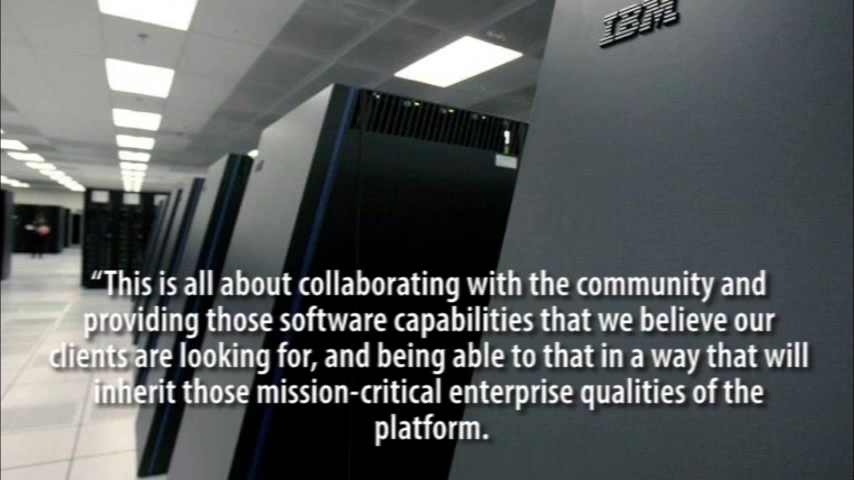 IBM
“This is all about collaborating with the community and
providing those software capabilities that we believe our
clients are looking for, and being able to that in a way that will
inherit those mission-critical enterprise qualities of the
platform.